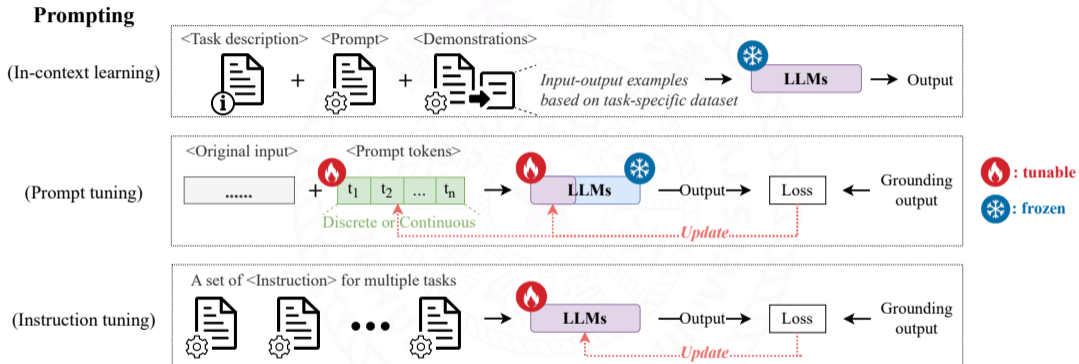 Prompting
<Task description> <Prompt> <Demonstrations>
(In-context learning)
+ +
Input-output examples
based on task-specific dataset
LLMs
Output
<Original input> <Prompt tokens>
(Prompt tuning)
......
+
t1 t2 ... tn
Discrete or Continuous
LLMs
Output
Loss
Grounding
output
Update
: tunable
: frozen
A set of <Instruction> for multiple tasks
(Instruction tuning)
LLMs
Output
Loss
Grounding
output
Update